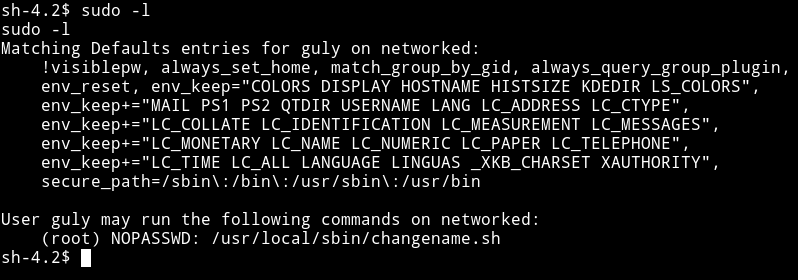 sh-4.2$ sudo -l
sudo -l
Matching Defaults entries for guly on networked:
    !visiblepw, always_set_home, match_group_by_gid, always_query_group_plugin,
    env_reset, env_keep="COLORS DISPLAY HOSTNAME HISTSIZE KDEDIR LS_COLORS",
    env_keep+="MAIL PS1 PS2 QTDIR USERNAME LANG LC_ADDRESS LC_CTYPE",
    env_keep+="LC_COLLATE LC_IDENTIFICATION LC_MEASUREMENT LC_MESSAGES",
    env_keep+="LC_MONETARY LC_NAME LC_NUMERIC LC_PAPER LC_TELEPHONE",
    env_keep+="LC_TIME LC_ALL LANGUAGE LINGUAS _XKB_CHARSET XAUTHORITY",
    secure_path=/sbin\:/bin\:/usr/sbin\:/usr/bin

User guly may run the following commands on networked:
    (root) NOPASSWD: /usr/local/sbin/changename.sh
sh-4.2$